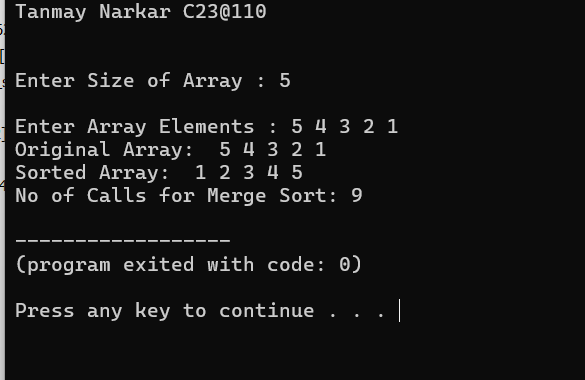 Tanmay Narkar C23@110
Enter Size of Array : 5
Enter Array Elements : 5 4 3 2 1
Original Array:  5 4 3 2 1
Sorted Array:  1 2 3 4 5
No of Calls for Merge Sort: 9
------------------
(program exited with code: 0)
Press any key to continue . . .